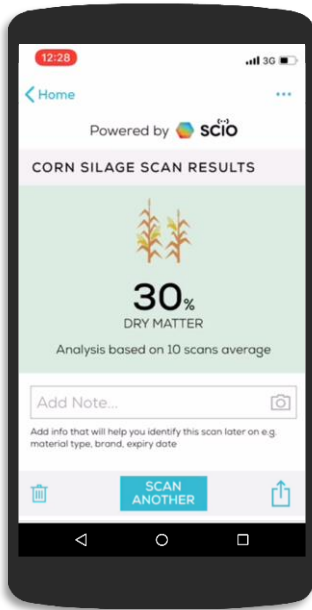 12:28
3G
Home
Powered by SCiO
CORN SILAGE SCAN RESULTS
30%
DRY MATTER
Analysis based on 10 scans average
Add Note...
Add info that will help you identify this scan later on e.g.
material type, brand, expiry date
SCAN
ANOTHER